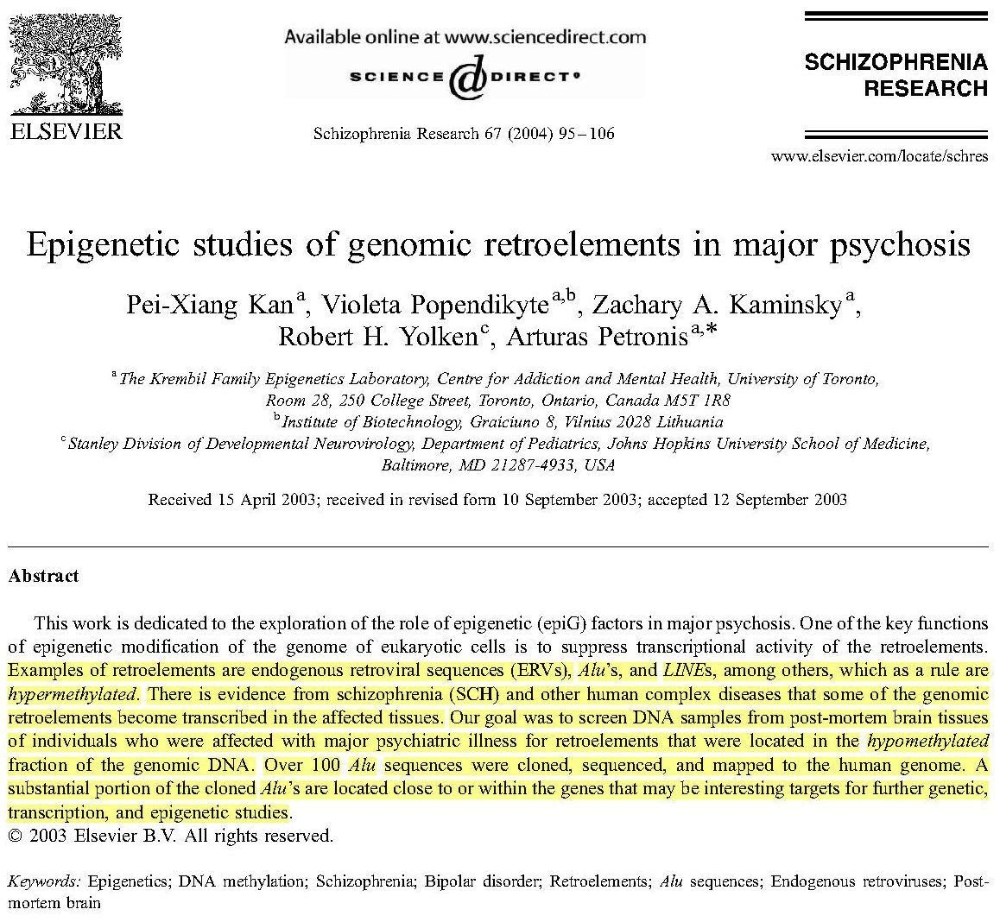 ELSEVIER
Available online at www.sciencedirect.com
SCIENCE @ DIRECT®
Schizophrenia Research 67 (2004) 95–106
SCHIZOPHRENIA
RESEARCH
www.elsevier.com/locate/schres
Epigenetic studies of genomic retroelements in major psychosis
Pei-Xiang Kan a, Violeta Popendikyte a,b, Zachary A. Kaminsky a,
Robert H. Yolken c, Arturas Petronis a,*
a The Krembil Family Epigenetics Laboratory, Centre for Addiction and Mental Health, University of Toronto,
Room 28, 250 College Street, Toronto, Ontario, Canada M5T 1R8
b Institute of Biotechnology, Graiciuno 8, Vilnius 2028 Lithuania
c Stanley Division of Developmental Neurovirology, Department of Pediatrics, Johns Hopkins University School of Medicine,
Baltimore, MD 21287-4933, USA
Received 15 April 2003; received in revised form 10 September 2003; accepted 12 September 2003
Abstract
This work is dedicated to the exploration of the role of epigenetic (epiG) factors in major psychosis. One of the key functions
of epigenetic modification of the genome of eukaryotic cells is to suppress transcriptional activity of the retroelements.
Examples of retroelements are endogenous retroviral sequences (ERVs), Alu's, and LINEs, among others, which as a rule are
hypermethylated. There is evidence from schizophrenia (SCH) and other human complex diseases that some of the genomic
retroelements become transcribed in the affected tissues. Our goal was to screen DNA samples from post-mortem brain tissues
of individuals who were affected with major psychiatric illness for retroelements that were located in the hypomethylated
fraction of the genomic DNA. Over 100 Alu sequences were cloned, sequenced, and mapped to the human genome. A
substantial portion of the cloned Alu's are located close to or within the genes that may be interesting targets for further genetic,
transcription, and epigenetic studies.
© 2003 Elsevier B.V. All rights reserved.
Keywords: Epigenetics; DNA methylation; Schizophrenia; Bipolar disorder; Retroelements; Alu sequences; Endogenous retroviruses; Post-
mortem brain